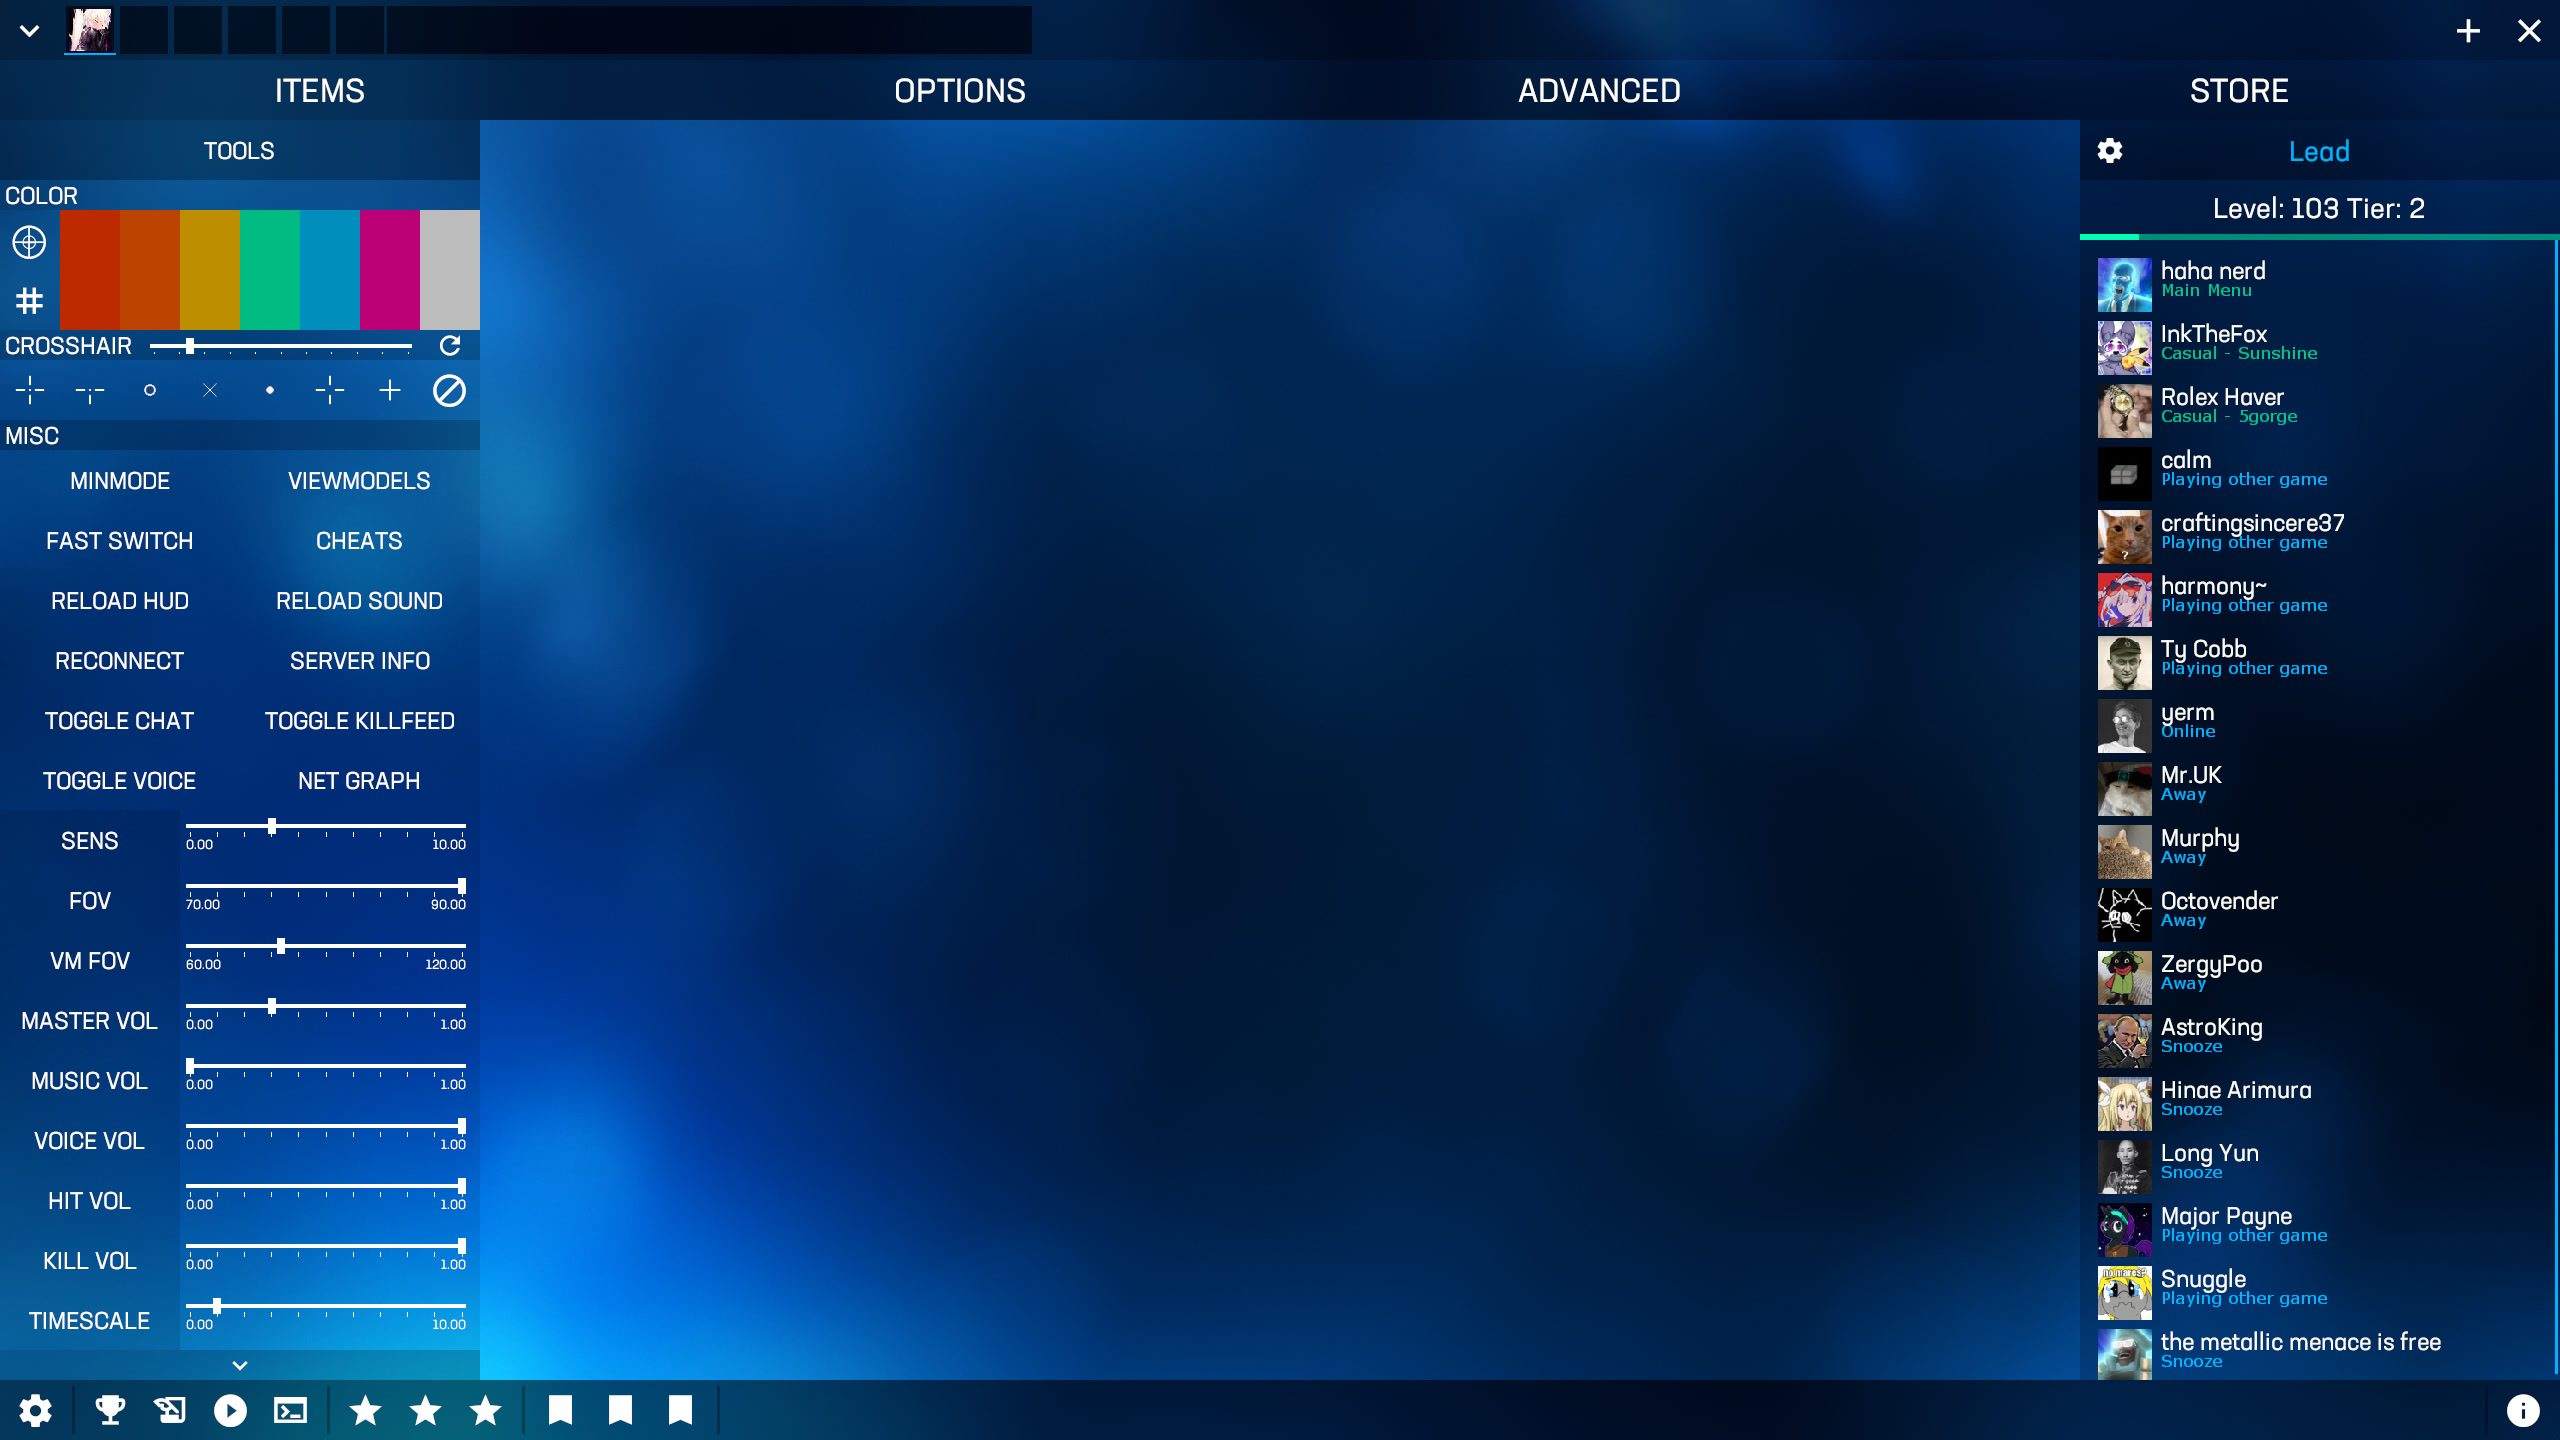 ITEMS
OPTIONS
ADVANCED
STORE
TOOLS
COLOR
CROSSHAIR
MISC
MINMODE
VIEWMODELS
FAST SWITCH
CHEATS
RELOAD HUD
RELOAD SOUND
RECONNECT
SERVER INFO
TOGGLE CHAT
TOGGLE KILLFEED
TOGGLE VOICE
NET GRAPH
SENS
0.00
10.00
FOV
70.00
90.00
VM FOV
60.00
120.00
MASTER VOL
0.00
1.00
MUSIC VOL
0.00
1.00
VOICE VOL
0.00
1.00
HIT VOL
0.00
1.00
KILL VOL
0.00
1.00
TIMESCALE
0.00
10.00
Lead
Level: 103 Tier: 2
haha nerd
Main Menu
InkTheFox
Casual - Sunshine
Rolex Haver
Casual - 5gorge
calm
Playing other game
craftingsincere37
Playing other game
?
harmony~
Playing other game
Ty Cobb
Playing other game
yerm
Online
Mr.UK
Away
Murphy
Away
Octovender
Away
ZergyPoo
Away
AstroKing
Snooze
Hinae Arimura
Snooze
Long Yun
Snooze
Major Payne
Playing other game
no mares?
Snuggle
Playing other game
the metallic menace is free
Snooze